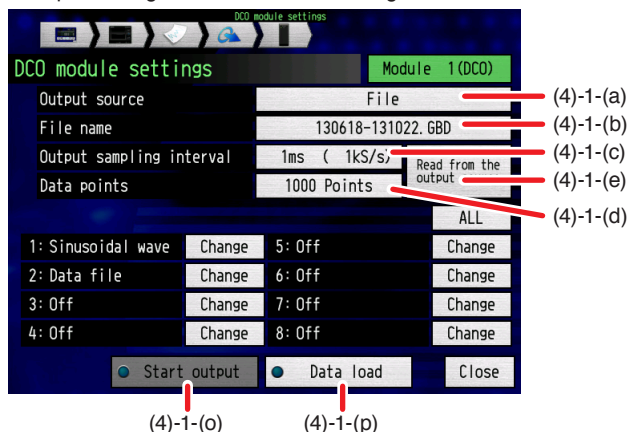 DCO module settings
DCO module settings
Module 1(DCO)
Output source
File
(4)-1-(a)
File name
130618-131022.GBD
(4)-1-(b)
Output sampling interval
1ms ( 1kS/s)
(4)-1-(c)
Read from the
output
(4)-1-(e)
Data points
1000 Points
(4)-1-(d)
ALL
1: Sinusoidal wave
Change
5: Off
Change
2: Data file
Change
6: Off
Change
3: Off
Change
7: Off
Change
4: Off
Change
8: Off
Change
Start output
Data load
Close
(4)-1-(o)
(4)-1-(p)